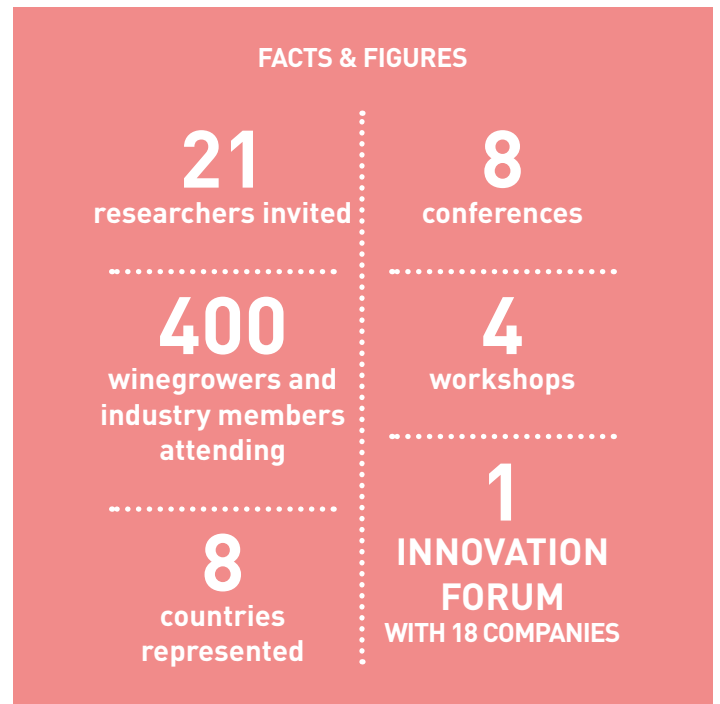 FACTS & FIGURES
21
researchers invited
400
winegrowers and
industry members
attending
8
countries
represented
8
conferences
4
workshops
1
INNOVATION
FORUM
WITH 18 COMPANIES